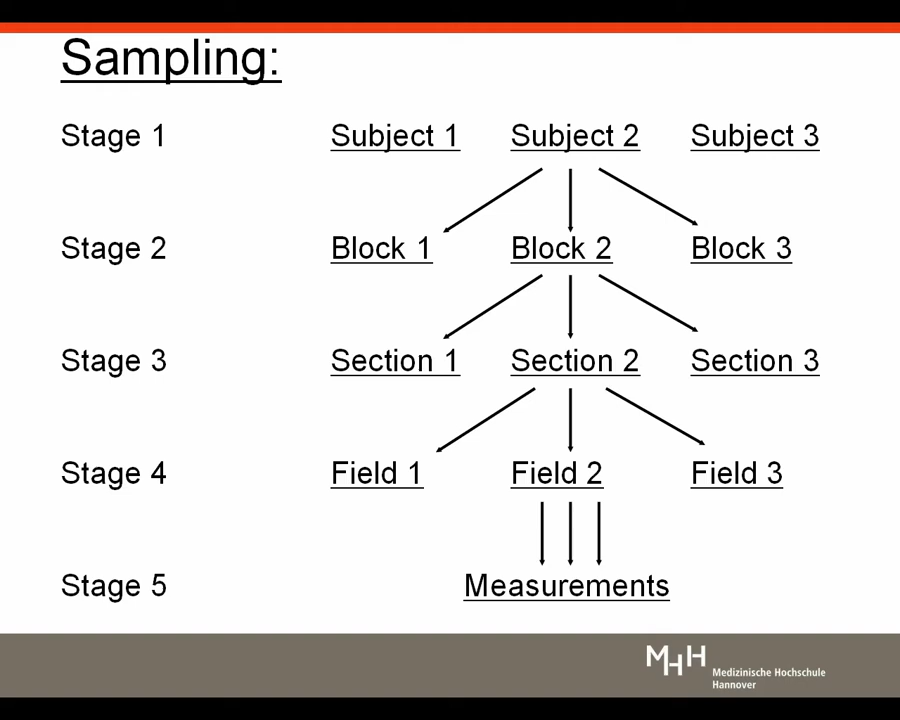 Sampling:
Stage 1 Subject 1 Subject 2 Subject 3
Stage 2 Block 1 Block 2 Block 3
Stage 3 Section 1 Section 2 Section 3
Stage 4 Field 1 Field 2 Field 3
Stage 5 Measurements
MHH
Medizinische Hochschule
Hannover